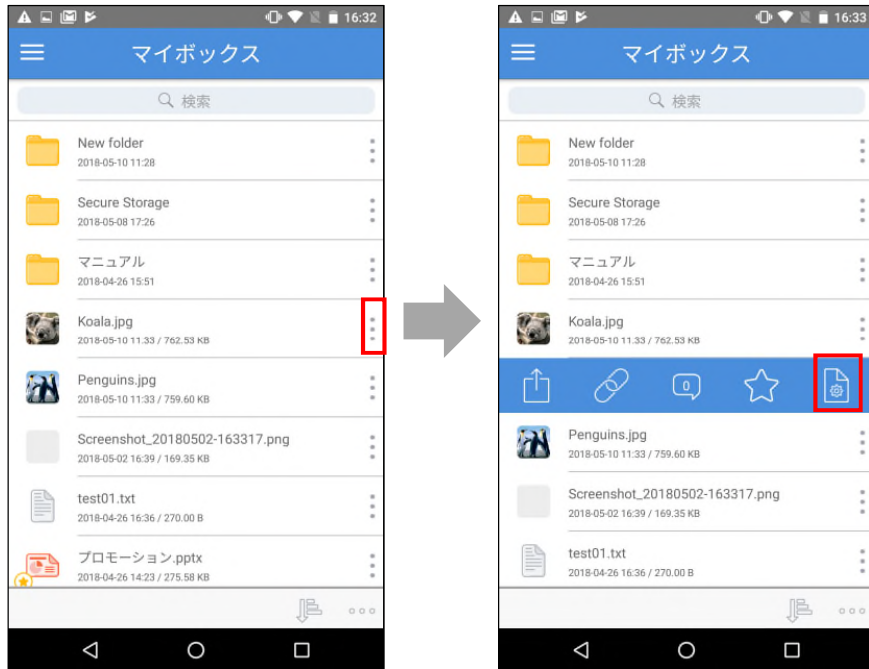 16:32
マイボックス
検索
New folder
2018-05-10 11:28
Secure Storage
2018-05-08 17:26
マニュアル
2018-04-26 15:51
Koala.jpg
2018-05-10 11.33 / 762.53 KB
Penguins.jpg
2018-05-10 11:33 / 759.60 KB
Screenshot_20180502-163317.png
2018-05-02 16:39 / 169.35 KB
test01.txt
2018-04-26 16:36 / 270.00 B
プロモーション.pptx
2018-04-26 14:23 / 275.58 KB
16:33
マイボックス
検索
New folder
2018-05-10 11:28
Secure Storage
2018-05-08 17:26
マニュアル
2018-04-26 15:51
Koala.jpg
2018-05-10 11.33 / 762.53 KB
0
Penguins.jpg
2018-05-10 11:33 / 759.60 KB
Screenshot_20180502-163317.png
2018-05-02 16:39 / 169.35 KB
test01.txt
2018-04-26 16:36 / 270.00 B